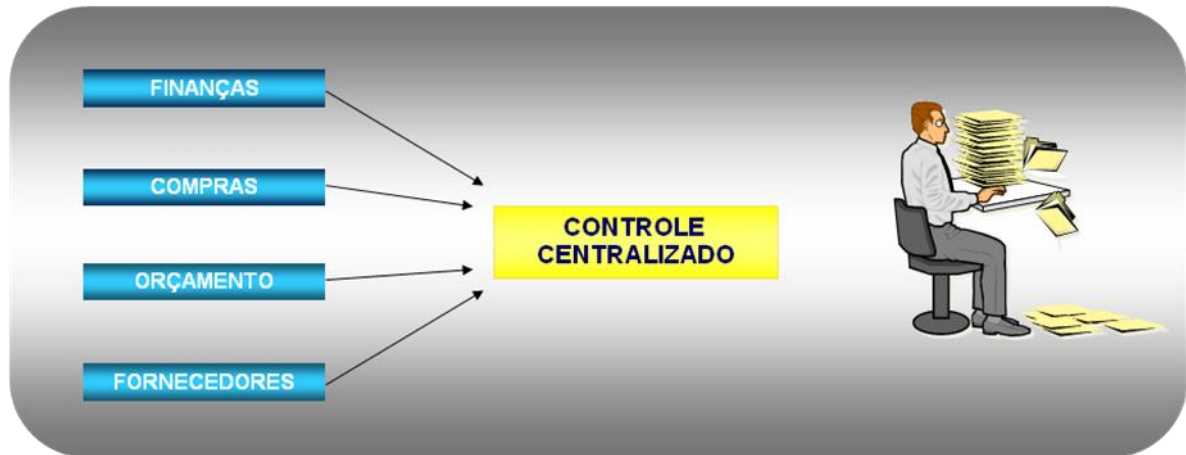 FINANÇAS
COMPRAS
CONTROLE
CENTRALIZADO
ORÇAMENTO
FORNECEDORES